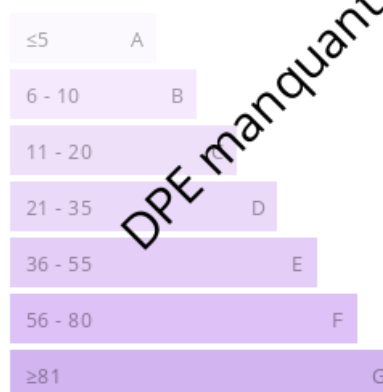 ≤5 A
6 - 10 B
11 - 20 C
21 - 35 D
36 - 55 E
56 - 80 F
≥81 G
DPE manquant